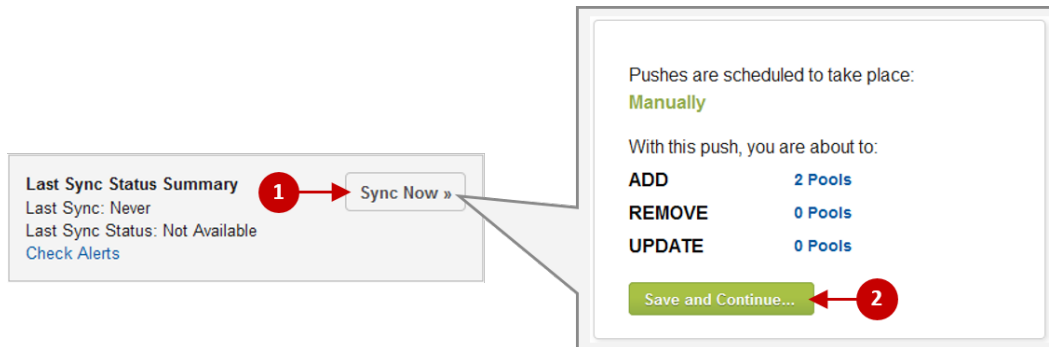 Last Sync Status Summary
Last Sync: Never
Last Sync Status: Not Available
Check Alerts
1
Sync Now »
Pushes are scheduled to take place:
Manually
With this push, you are about to:
ADD 2 Pools
REMOVE 0 Pools
UPDATE 0 Pools
Save and Continue...
2